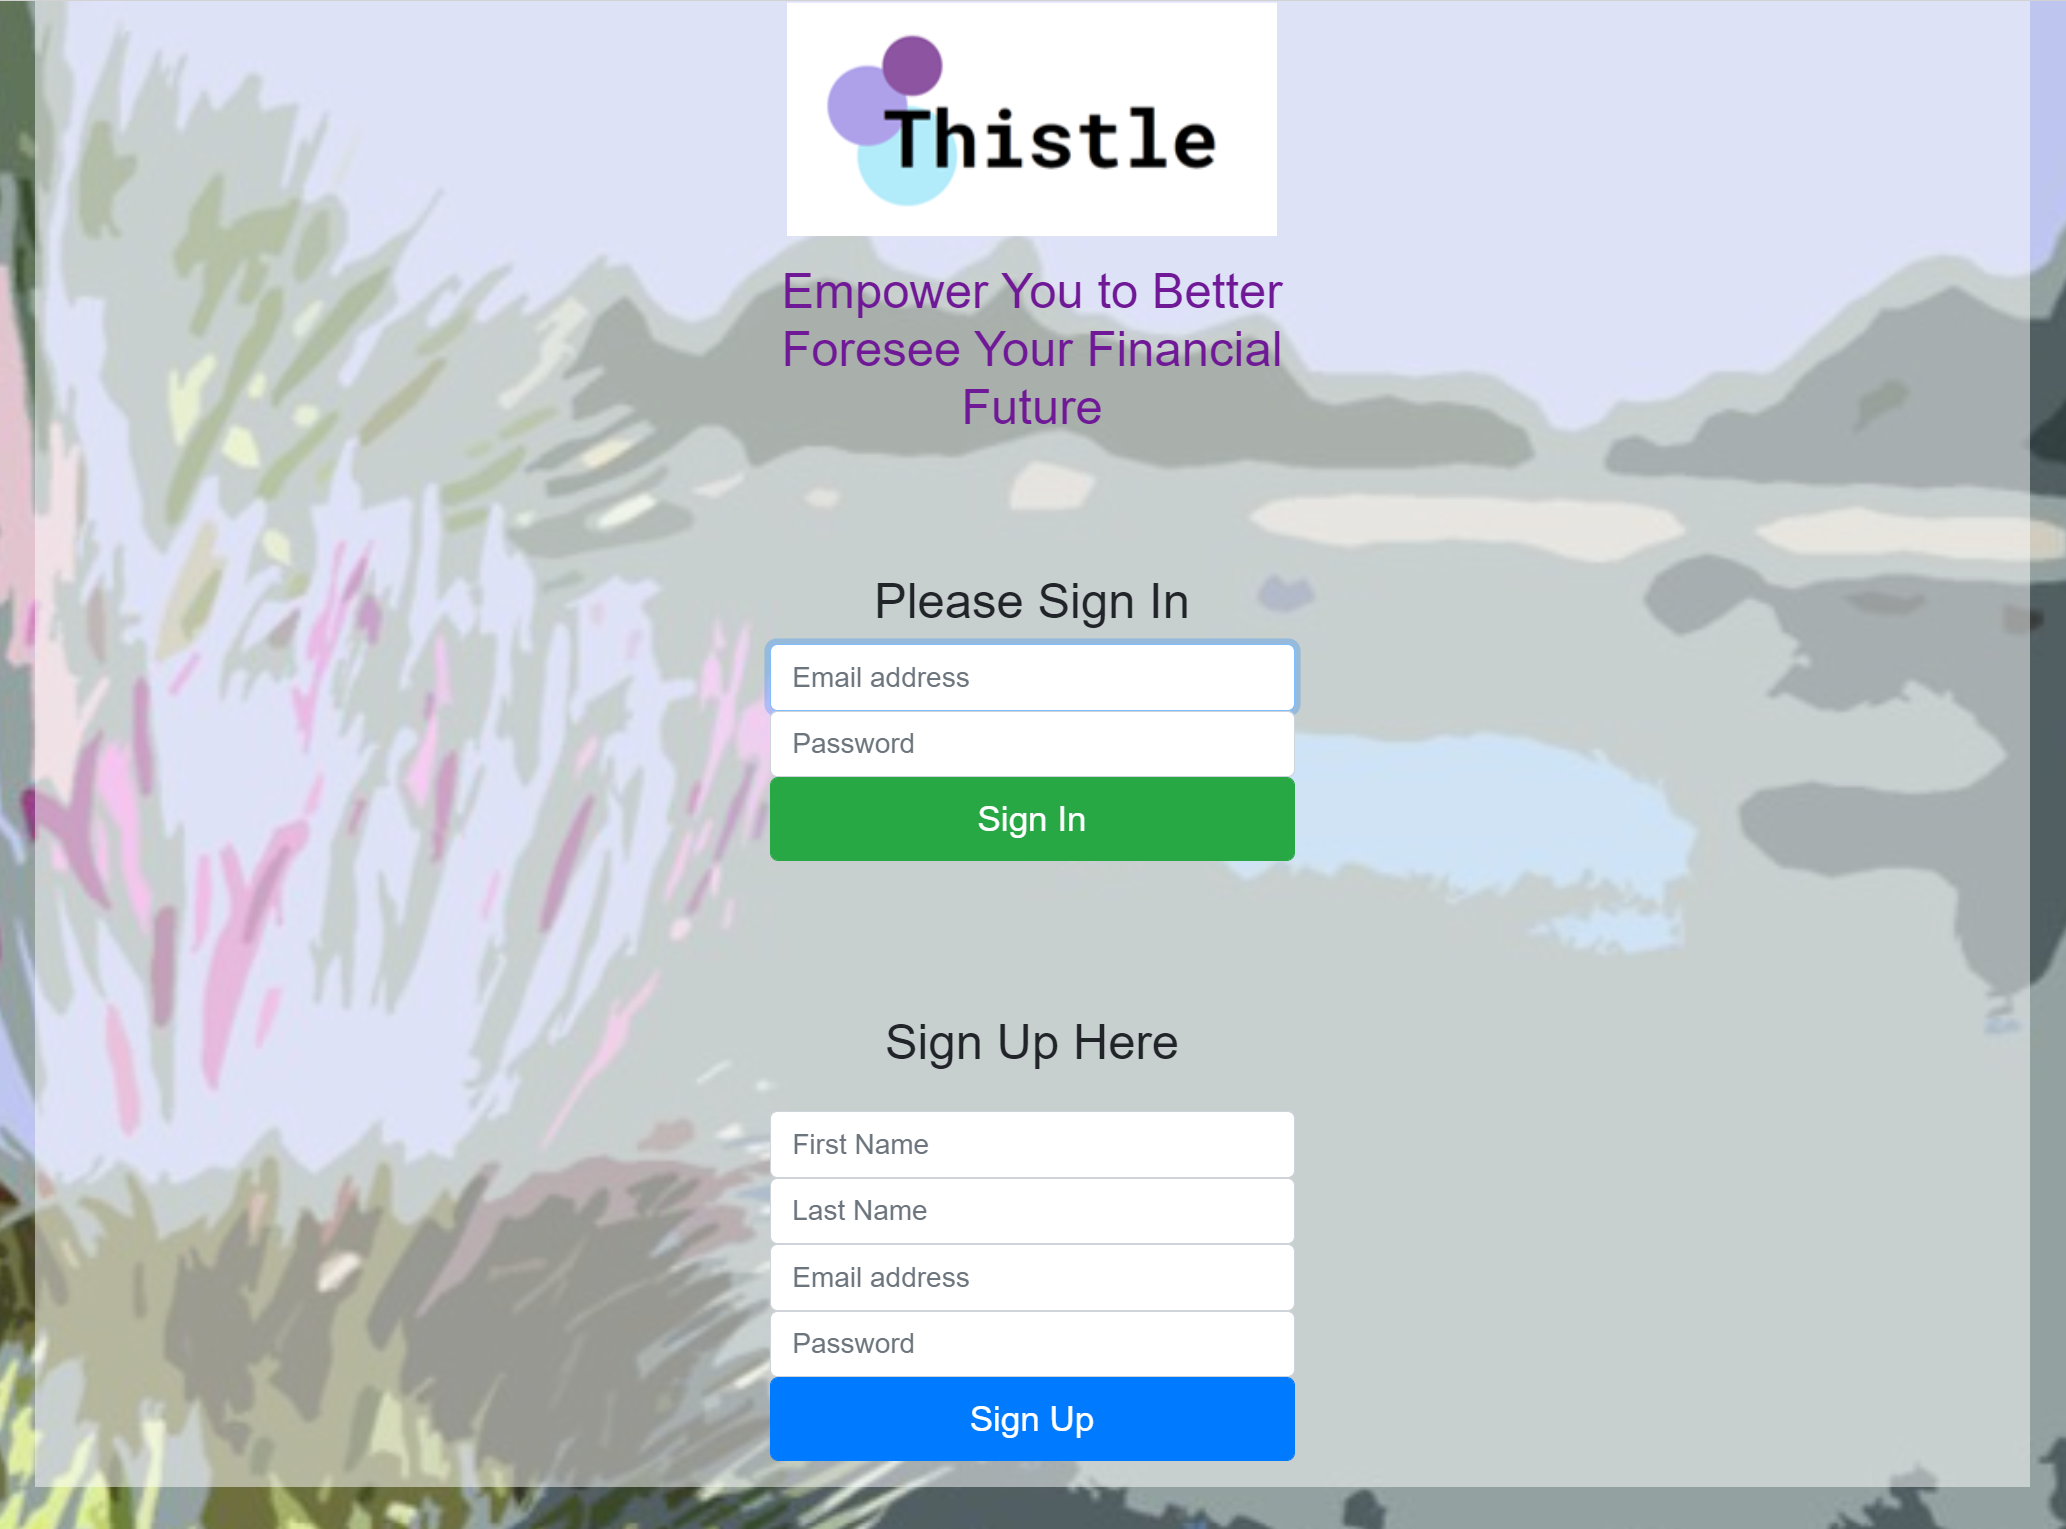 Thistle
Empower You to Better
Foresee Your Financial
Future
Please Sign In
Email address
Password
Sign In
Sign Up Here
First Name
Last Name
Email address
Password
Sign Up